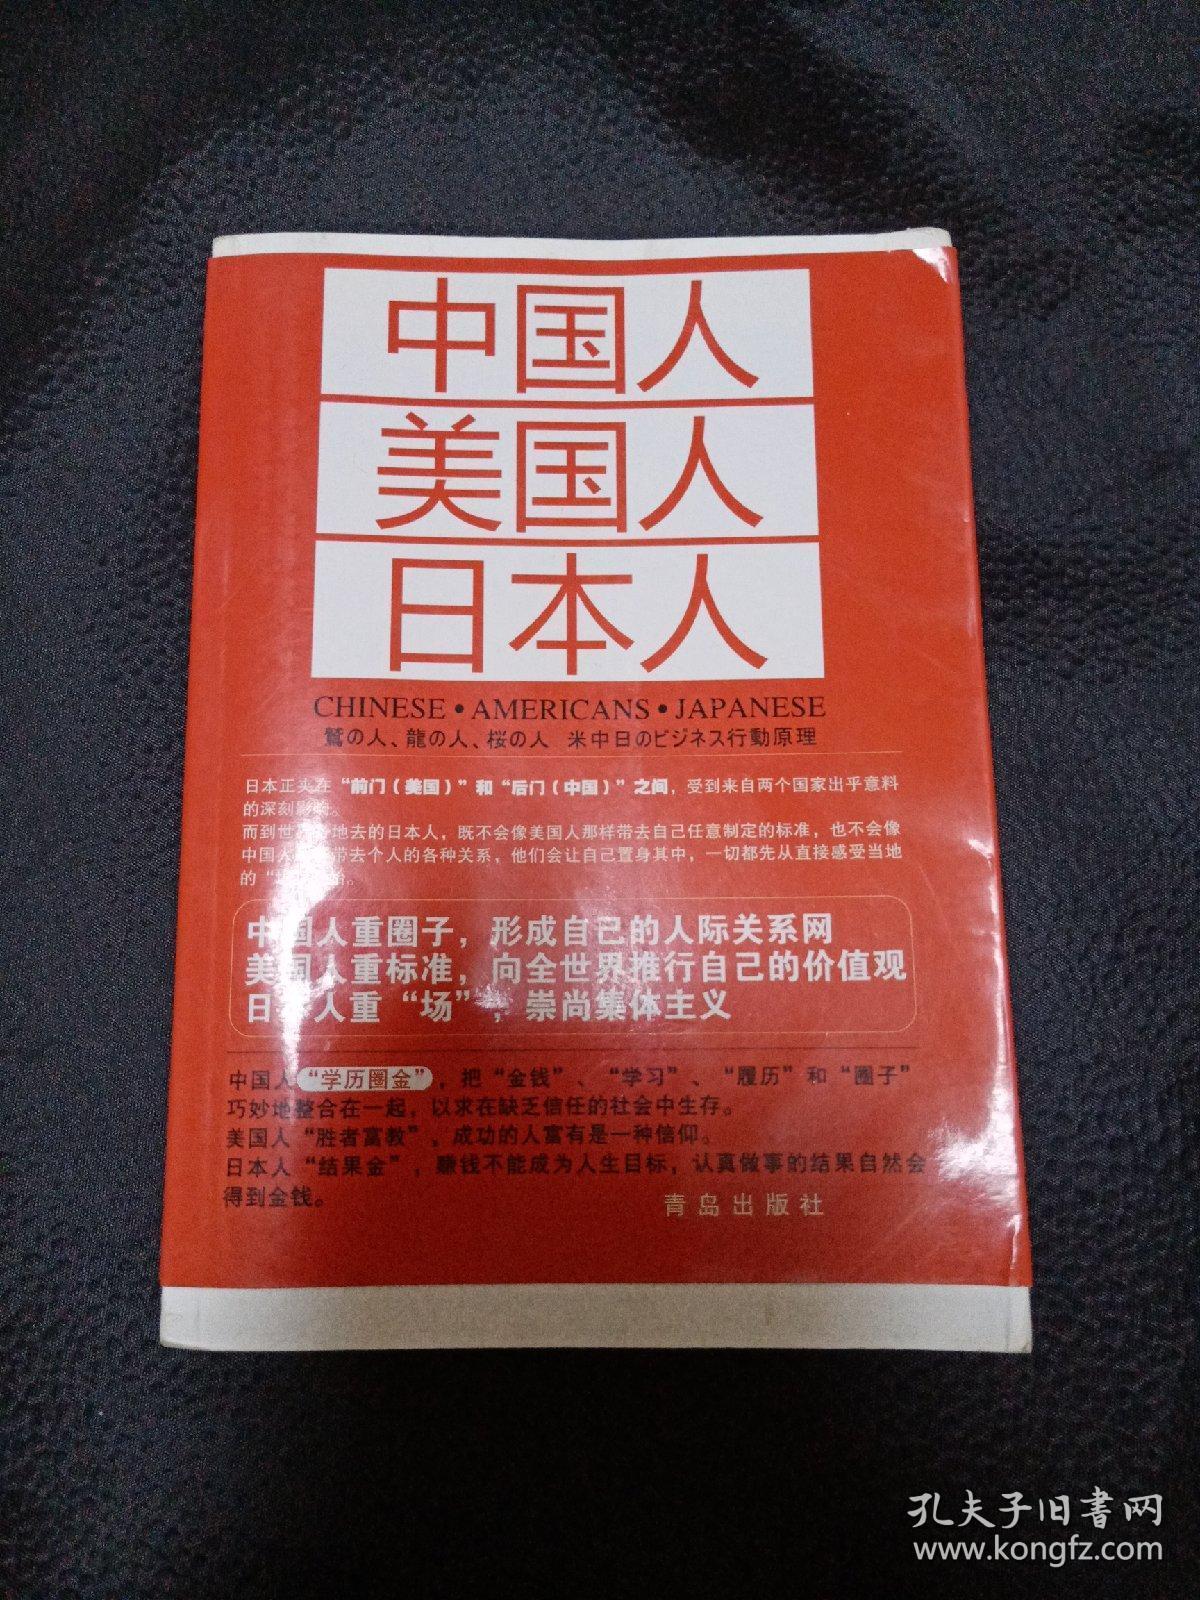 中国人
美国人
日本人
CHINESE • AMERICANS • JAPANESE
鷲の人、龍の人、桜の人 米中日のビジネス行動原理
日本正夹在“前门（美国）”和“后门（中国）”之间，受到来自两个国家出乎意料
的深刻影响。
而到世界各地去的日本人，既不会像美国人那样带去自己任意制定的标准，也不会像
中国人 带去个人的各种关系，他们会让自己置身其中，一切都先从直接感受当地
的“
中国人重圈子，形成自己的人际关系网
美国人重标准，向全世界推行自己的价值观
日本人重“场”，崇尚集体主义
中国人“学历圈金”，把“金钱”、“学习”、“履历”和“圈子”
巧妙地整合在一起，以求在缺乏信任的社会中生存。
美国人“胜者富教”，成功的人富有是一种信仰。
日本人“结果金”，赚钱不能成为人生目标，认真做事的结果自然会
得到金钱。
青岛出版社
孔夫子旧书网
www.kongfz.com